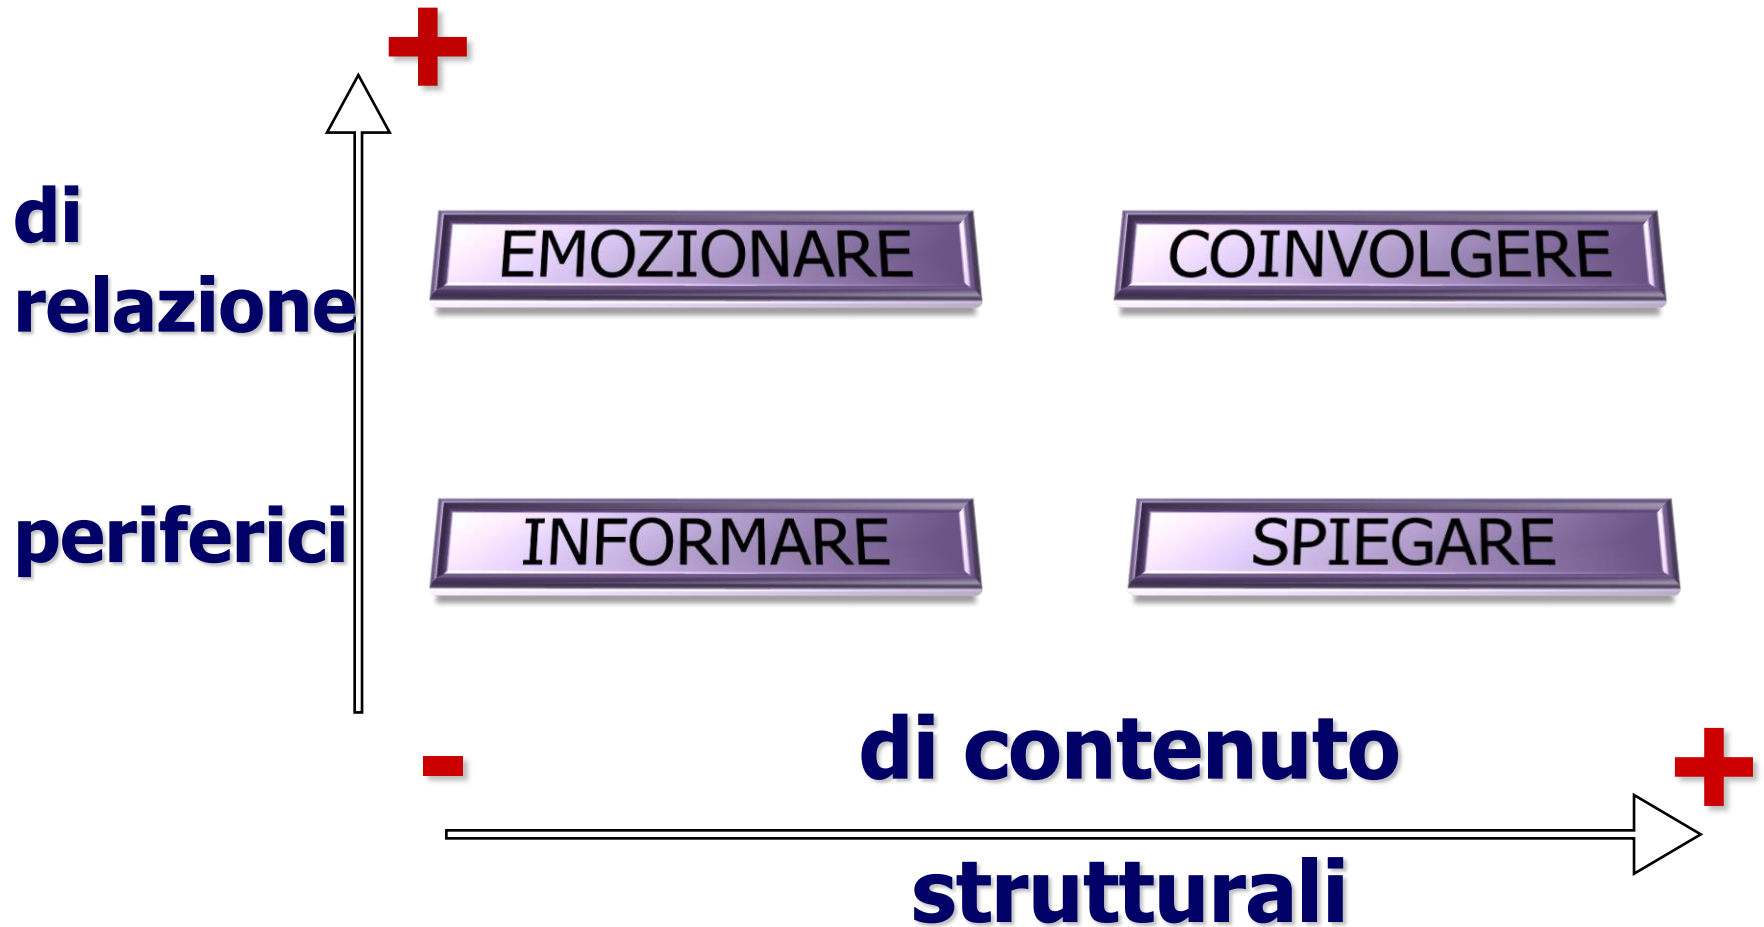 +
di
relazione
EMOZIONARE
COINVOLGERE
periferici
INFORMARE
SPIEGARE
-
di contenuto
+
strutturali